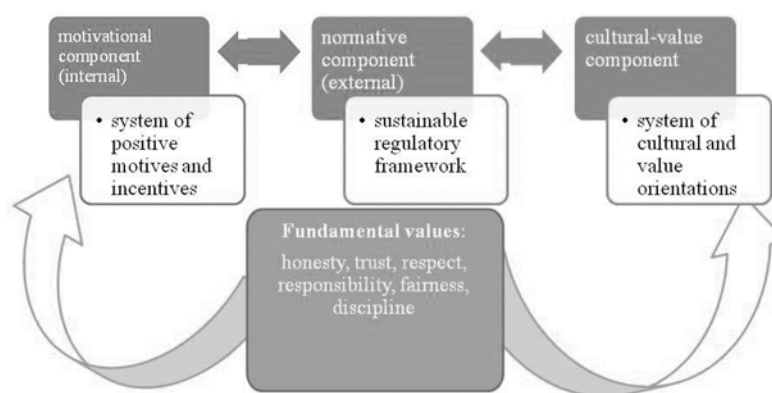 motivational
component
(internal)
• system of
positive
motives and
incentives
normative
component
(external)
• sustainable
regulatory
framework
cultural-value
component
• system of
cultural and
value
orientations
Fundamental values:
honesty, trust, respect,
responsibility, fairness,
discipline